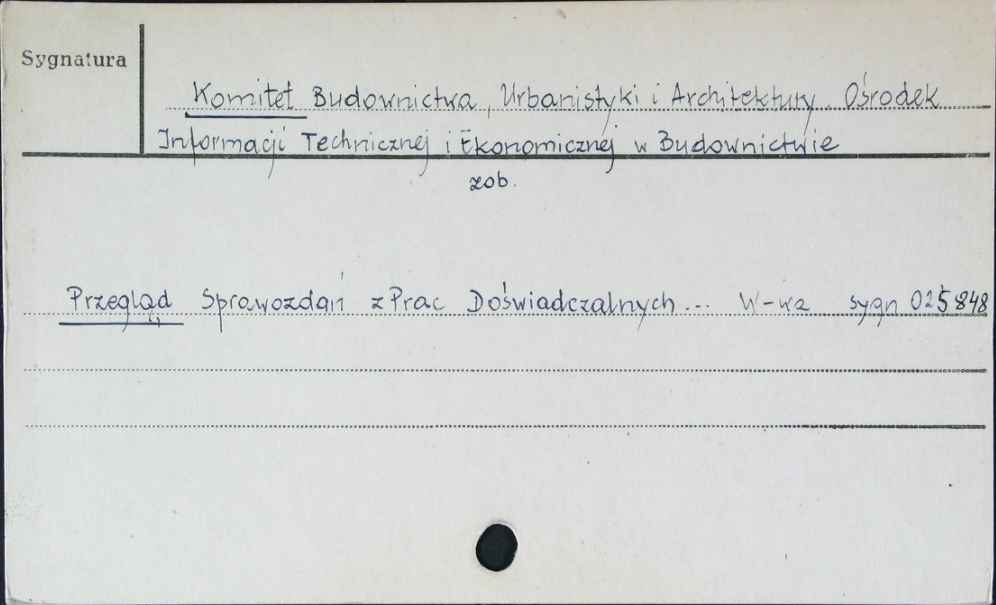 Sygnatura
Komitet Budownictwa, Urbanistyki i Architektury. Ośrodek
Informacji Technicznej i Ekonomicznej w Budownictwie
zob.
Przegląd Sprawozdań z Prac Doświadczalnych... W-wa sygn 025848